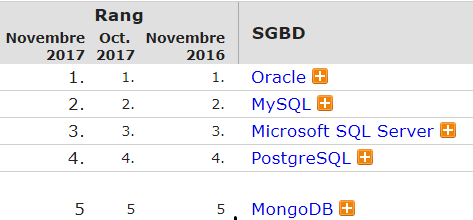 Rang
Novembre 2017 Oct. 2017 Novembre 2016 SGBD
1. 1. 1. Oracle
2. 2. 2. MySQL
3. 3. 3. Microsoft SQL Server
4. 4. 4. PostgreSQL
5 5 5 . MongoDB